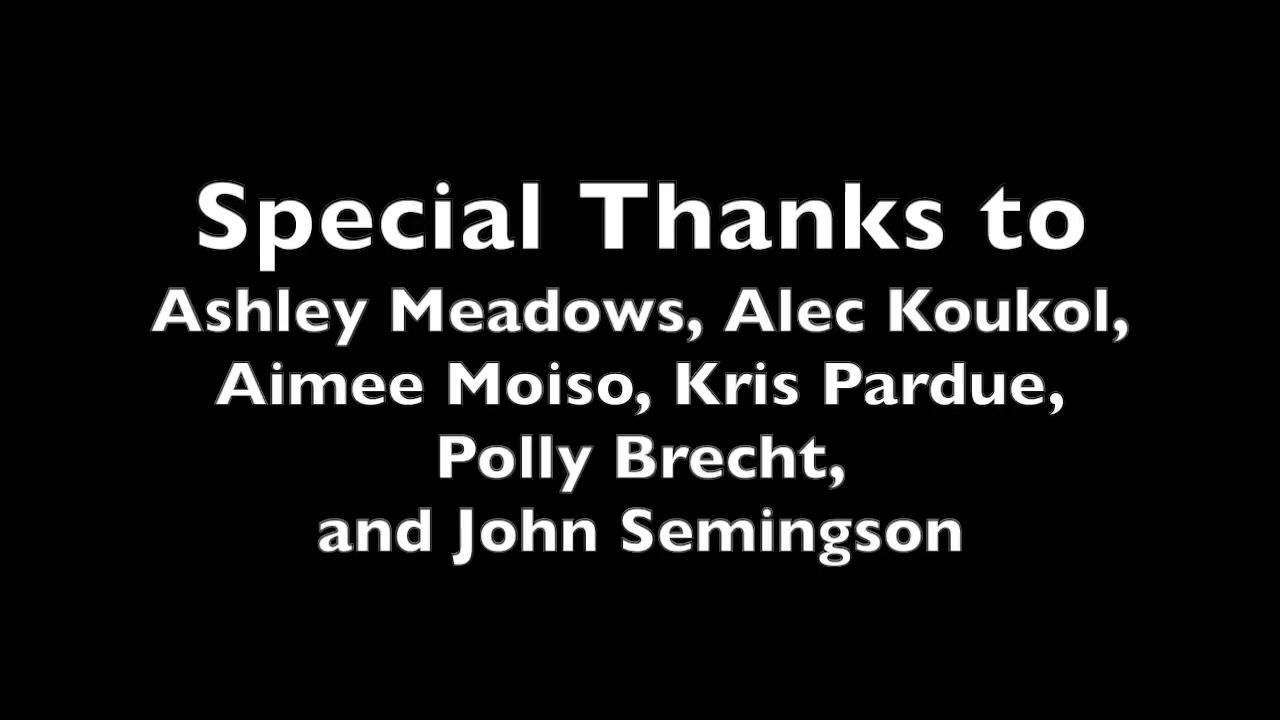 Special Thanks to
Ashley Meadows, Alec Koukol,
Aimee Moiso, Kris Pardue,
Polly Brecht,
and John Semingson